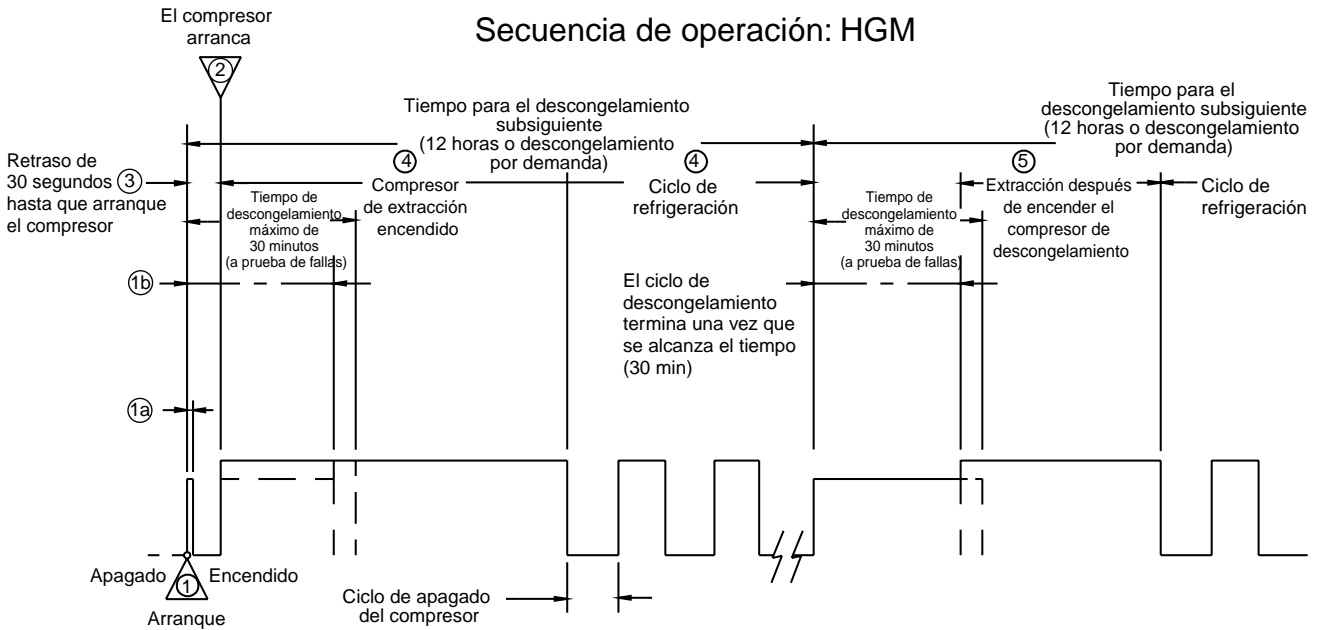 El compresor
arranca
Secuencia de operación: HGM
2
Tiempo para el descongelamiento
subsiguiente
(12 horas o descongelamiento
por demanda)
Tiempo para el
descongelamiento subsiguiente
(12 horas o descongelamiento
por demanda)
Retraso de
30 segundos 3
hasta que arranque
el compresor
Tiempo de
descongelamiento
máximo de
30 minutos
(a prueba de fallas)
4
Compresor
de extracción
encendido
4
Ciclo de
refrigeración
Tiempo de
descongelamiento
máximo de
30 minutos
(a prueba de fallas)
5
Extracción después
de encender el
compresor de
descongelamiento
Ciclo de
refrigeración
1b
El ciclo de
descongelamiento
termina una vez que
se alcanza el tiempo
(30 min)
1a
Apagado 1 Encendido
Arranque
Ciclo de apagado
del compresor